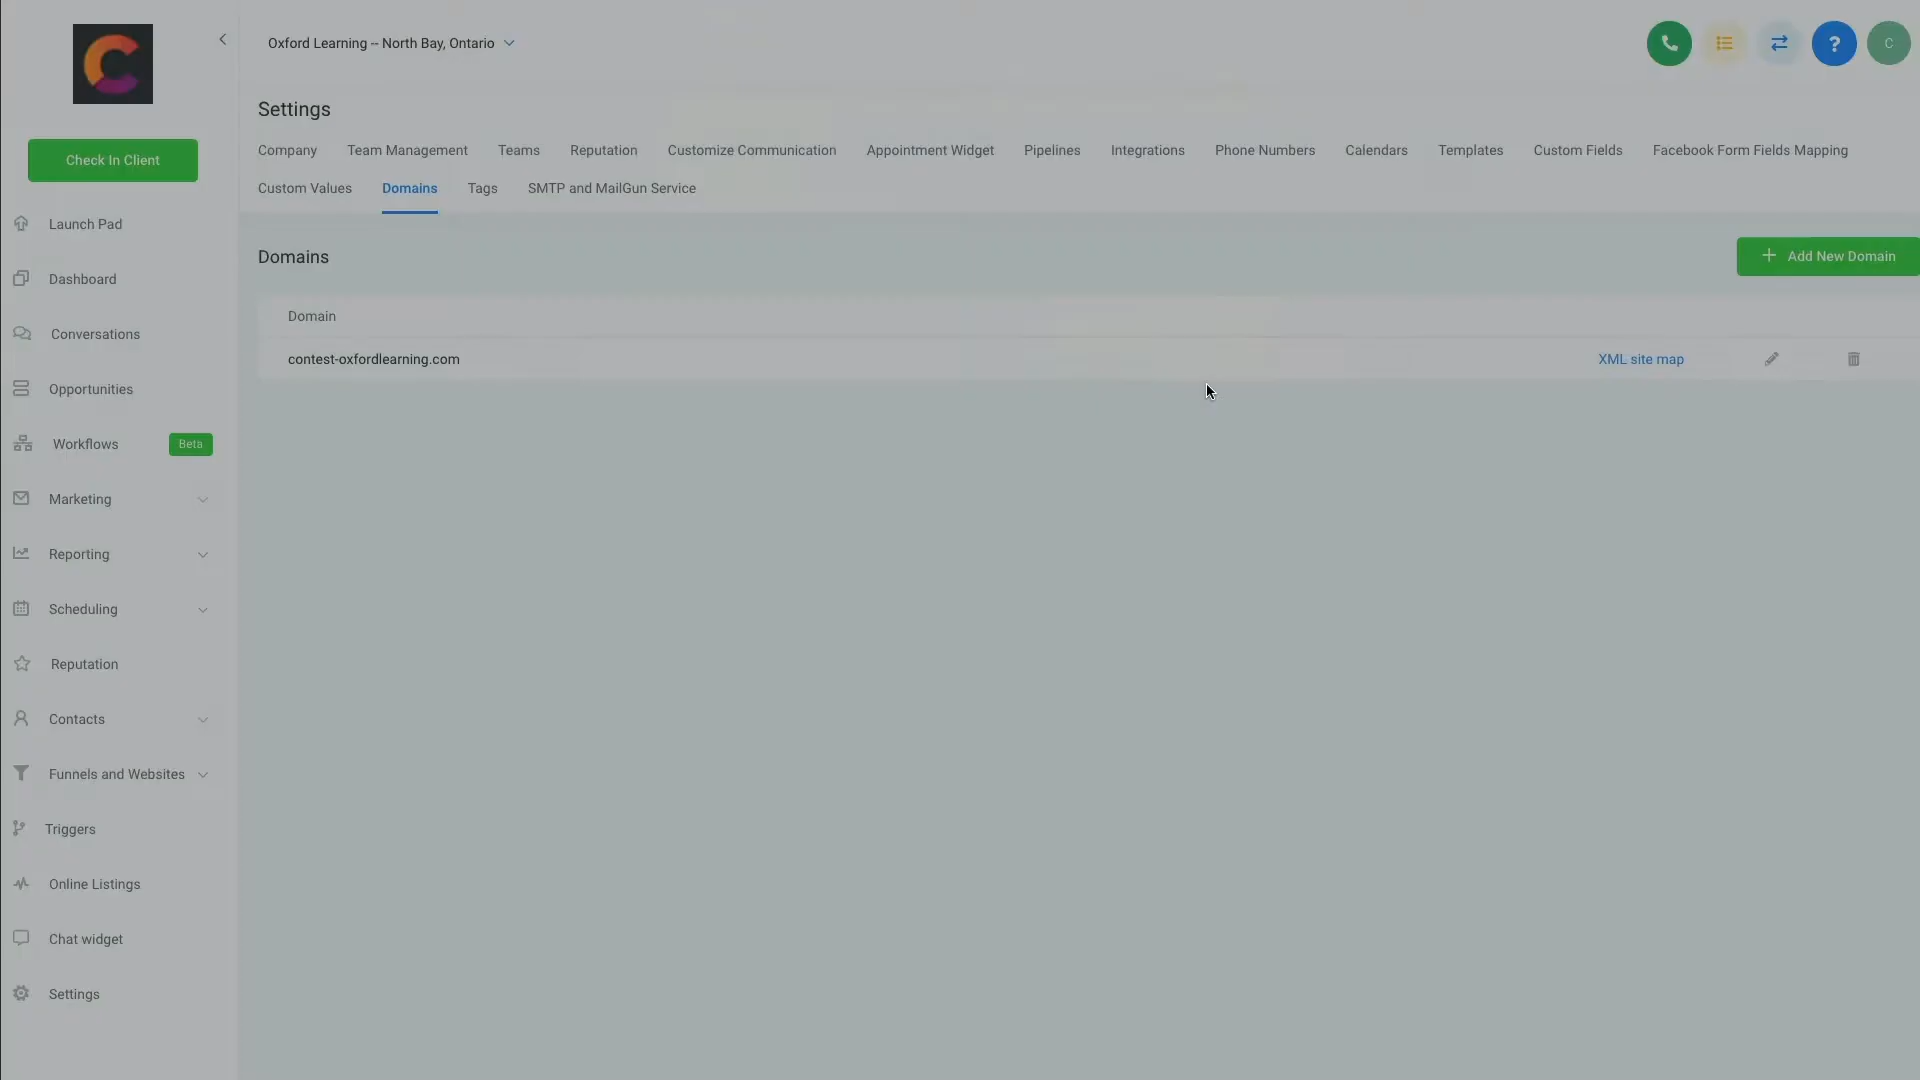 Oxford Learning -- North Bay, Ontario
?
C
Settings
Company Team Management Teams Reputation Customize Communication Appointment Widget Pipelines Integrations Phone Numbers Calendars Templates Custom Fields Facebook Form Fields Mapping
Custom Values Domains Tags SMTP and MailGun Service
Check In Client
Launch Pad
Dashboard
Conversations
Opportunities
Workflows Beta
Marketing
Reporting
Scheduling
Reputation
Contacts
Funnels and Websites
Triggers
Online Listings
Chat widget
Settings
Domains
+ Add New Domain
Domain
contest-oxfordlearning.com XML site map